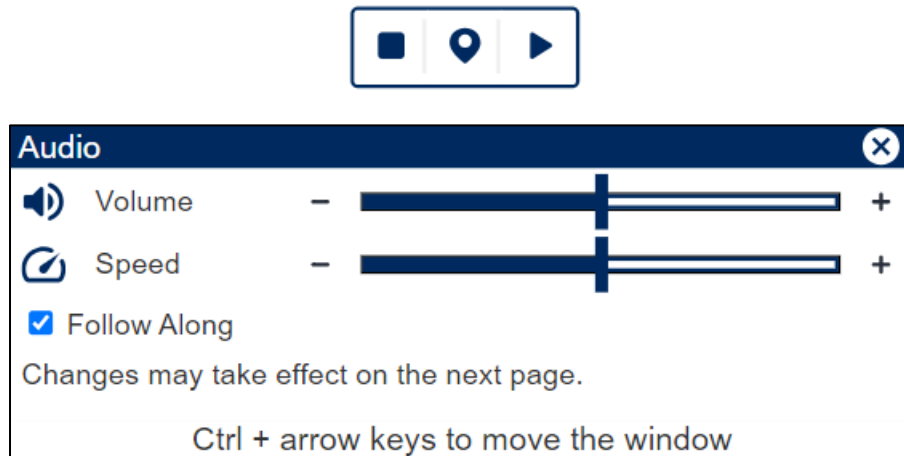 Audio
Volume
Speed
Follow Along
Changes may take effect on the next page.
Ctrl + arrow keys to move the window